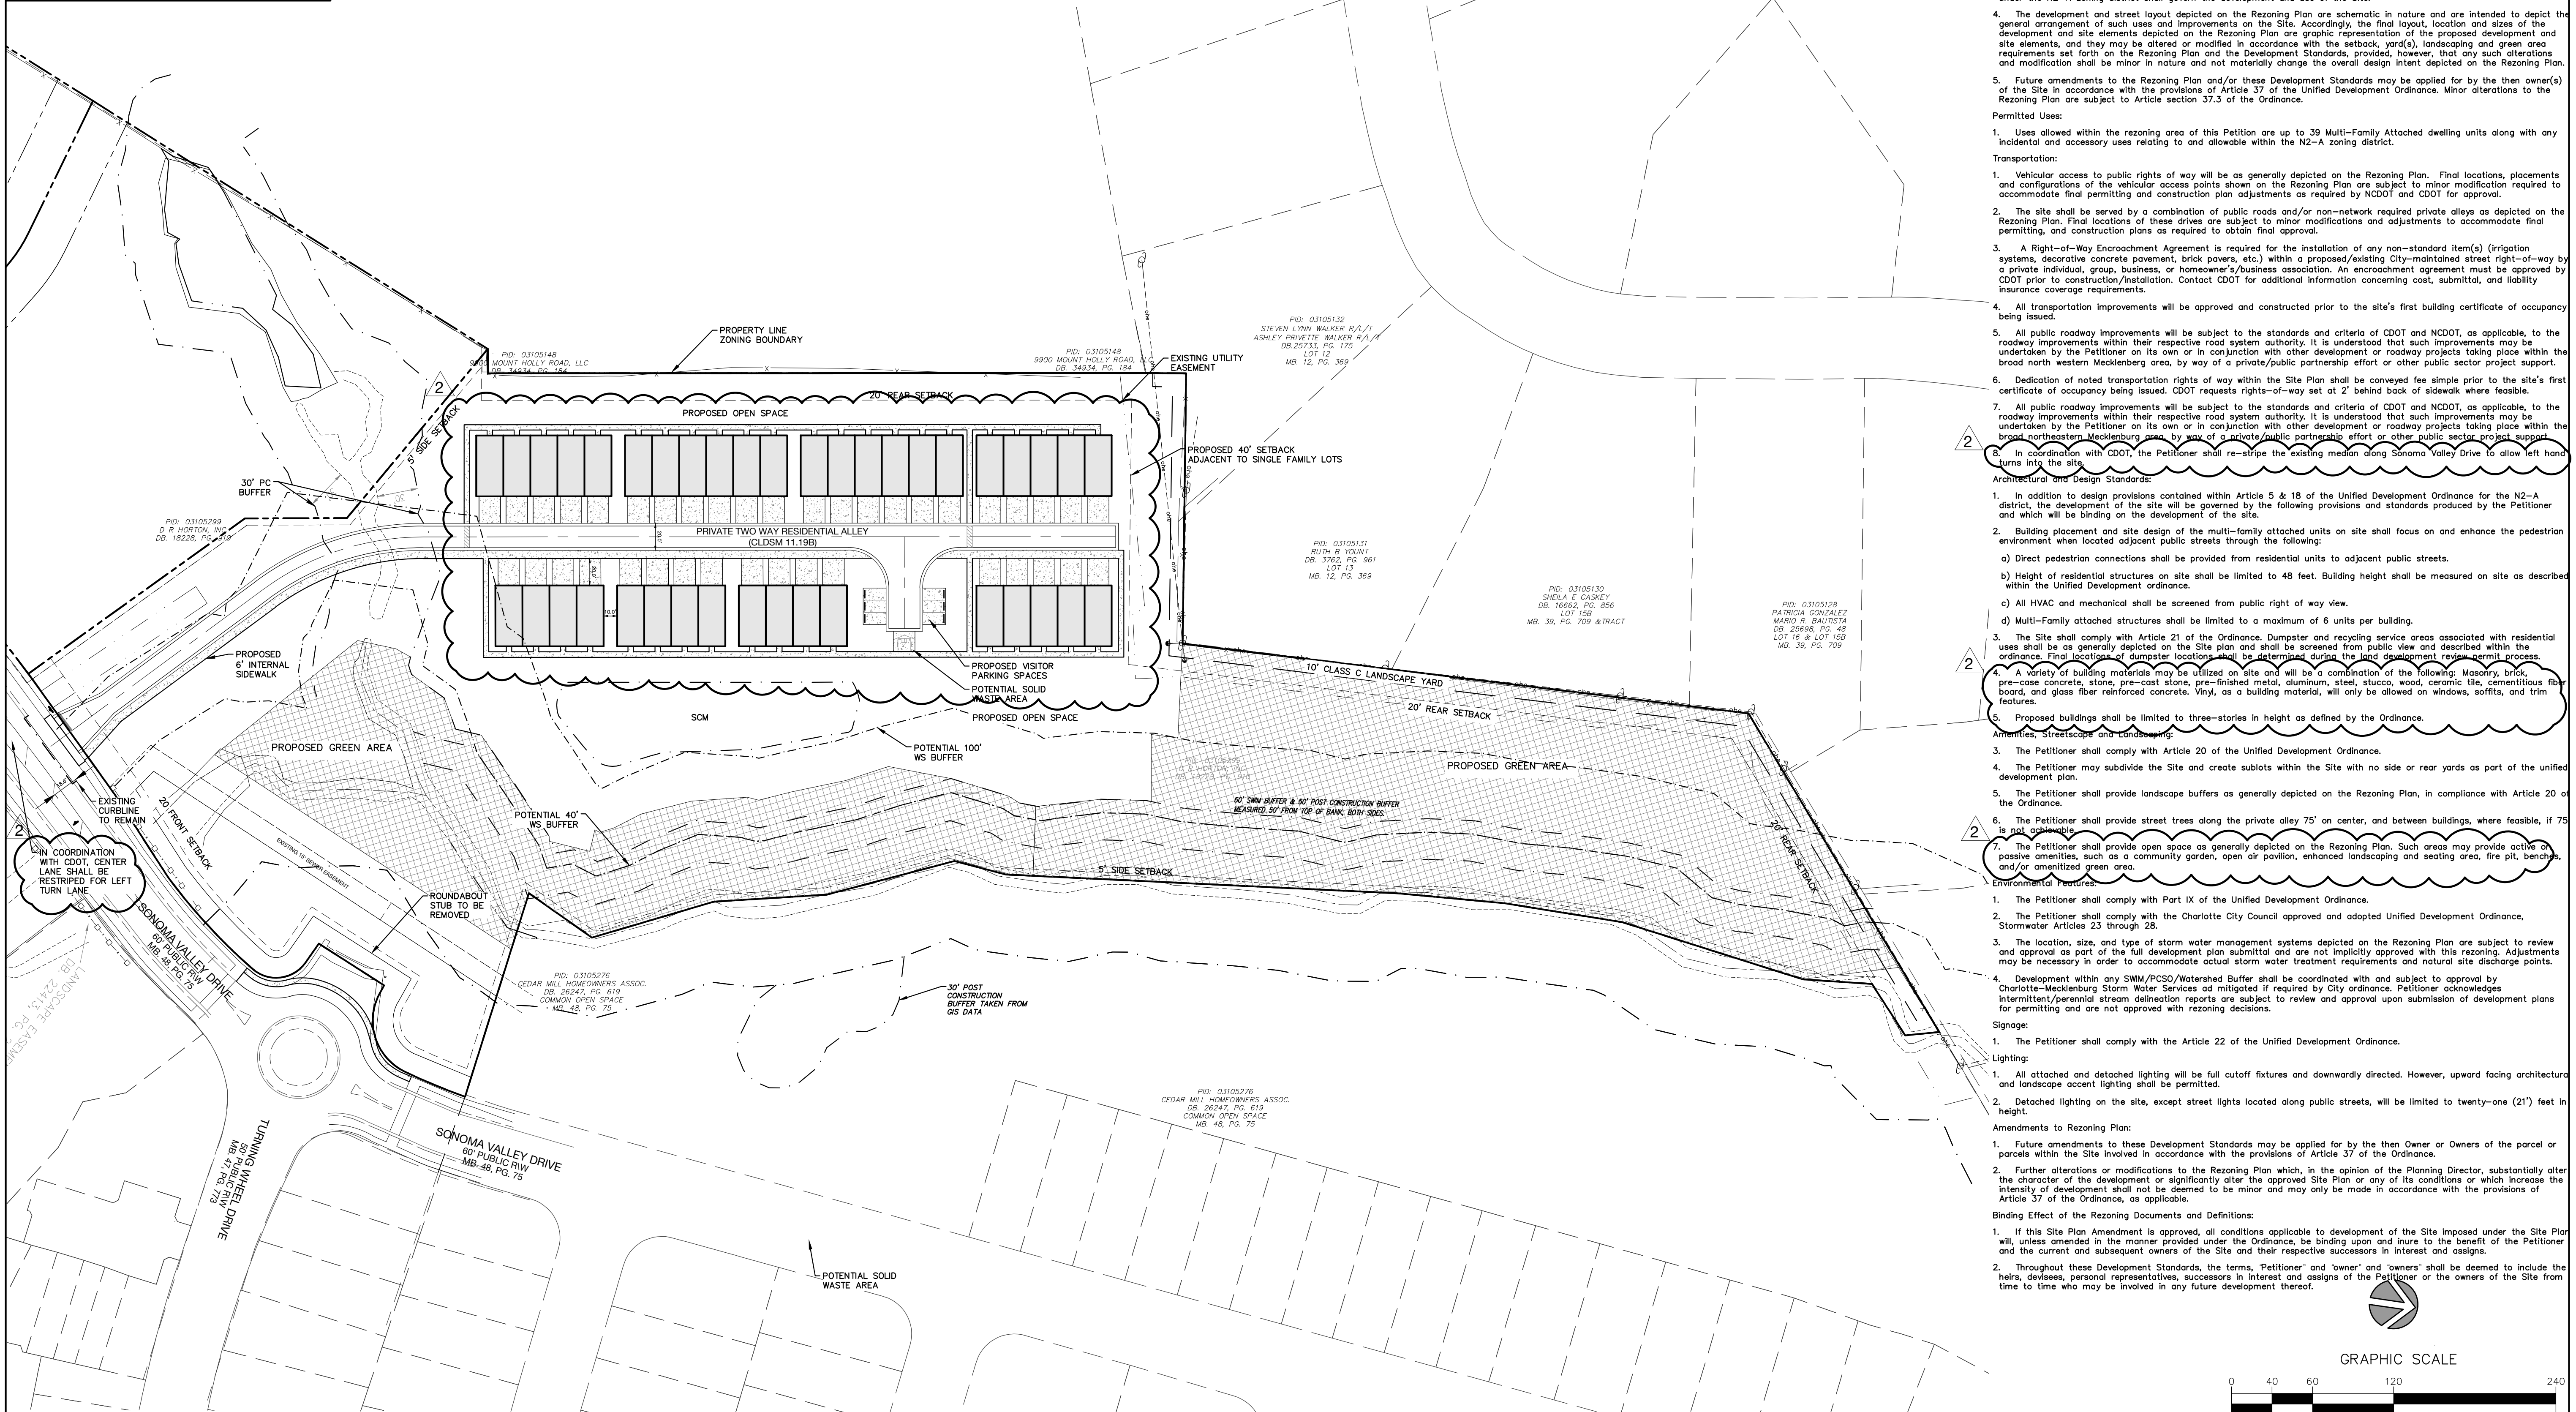 PROPERTY LINE
ZONING BOUNDARY
PID: 03105148
9900 MOUNT HOLLY ROAD, LLC
DB. 34934, PG. 184
PID: 03105148
9900 MOUNT HOLLY ROAD, LLC
DB. 34934, PG. 184
EXISTING UTILITY
EASEMENT
PID: 03105132
STEVEN LYNN WALKER R/L/T
ASHLEY PRIVETTE WALKER R/L/T
DB.25733, PG. 175
LOT 12
MB. 12, PG. 369
2
20' REAR SETBACK
PROPOSED OPEN SPACE
5' SIDE SETBACK
PROPOSED 40' SETBACK
ADJACENT TO SINGLE FAMILY LOTS
30' PC
BUFFER
30'
PID: 03105299
D R HORTON, INC
DB. 18228, PG. 910
PRIVATE TWO WAY RESIDENTIAL ALLEY
(CLDSM 11.19B)
20.0'
20.0'
10.0'
PID: 03105131
RUTH B YOUNT
DB. 3762, PG. 961
LOT 13
MB. 12, PG. 369
PID: 03105130
SHEILA E CASKEY
DB. 16662, PG. 856
LOT 15B
MB. 39, PG. 709 &TRACT
PID: 03105128
PATRICIA GONZALEZ
MARIO R. BAUTISTA
DB. 25698, PG. 48
LOT 16 & LOT 15B
MB. 39, PG. 709
PROPOSED
6' INTERNAL
SIDEWALK
PROPOSED VISITOR
PARKING SPACES
POTENTIAL SOLID
WASTE AREA
10' CLASS C LANDSCAPE YARD
20' REAR SETBACK
SCM
PROPOSED OPEN SPACE
PROPOSED GREEN AREA
POTENTIAL 100'
WS BUFFER
PROPOSED GREEN AREA
50' SWIM BUFFER & 50' POST CONSTRUCTION BUFFER
MEASURED 50' FROM TOP OF BANK, BOTH SIDES.
EXISTING
CURBLINE
TO REMAIN
20' FRONT SETBACK
POTENTIAL 40'
WS BUFFER
20' REAR SETBACK
2
IN COORDINATION
WITH CDOT, CENTER
LANE SHALL BE
RESTRIPED FOR LEFT
TURN LANE
EXISTING 15' SEWER EASEMENT
5' SIDE SETBACK
ROUNDABOUT
STUB TO BE
REMOVED
SONOMA VALLEY DRIVE
60' PUBLIC R\W
MB. 48, PG. 75
PID: 03105276
CEDAR MILL HOMEOWNERS ASSOC.
DB. 26247, PG. 619
COMMON OPEN SPACE
MB. 48, PG. 75
30' POST
CONSTRUCTION
BUFFER TAKEN FROM
GIS DATA
PID: 03105276
CEDAR MILL HOMEOWNERS ASSOC.
DB. 26247, PG. 619
COMMON OPEN SPACE
MB. 48, PG. 75
SONOMA VALLEY DRIVE
60' PUBLIC R\W
MB. 48, PG. 75
TURNING WHEEL DRIVE
50' PUBLIC R\W
MB. 47, PG. 773
POTENTIAL SOLID
WASTE AREA
4. The development and street layout depicted on the Rezoning Plan are schematic in nature and are intended to depict the
general arrangement of such uses and improvements on the Site. Accordingly, the final layout, location and sizes of the
development and site elements depicted on the Rezoning Plan are graphic representation of the proposed development and
site elements, and they may be altered or modified in accordance with the setback, yard(s), landscaping and green area
requirements set forth on the Rezoning Plan and the Development Standards, provided, however, that any such alterations
and modification shall be minor in nature and not materially change the overall design intent depicted on the Rezoning Plan.
5. Future amendments to the Rezoning Plan and/or these Development Standards may be applied for by the then owner(s)
of the Site in accordance with the provisions of Article 37 of the Unified Development Ordinance. Minor alterations to the
Rezoning Plan are subject to Article section 37.3 of the Ordinance.
Permitted Uses:
1. Uses allowed within the rezoning area of this Petition are up to 39 Multi-Family Attached dwelling units along with any
incidental and accessory uses relating to and allowable within the N2-A zoning district.
Transportation:
1. Vehicular access to public rights of way will be as generally depicted on the Rezoning Plan. Final locations, placements
and configurations of the vehicular access points shown on the Rezoning Plan are subject to minor modification required to
accommodate final permitting and construction plan adjustments as required by NCDOT and CDOT for approval.
2. The site shall be served by a combination of public roads and/or non-network required private alleys as depicted on the
Rezoning Plan. Final locations of these drives are subject to minor modifications and adjustments to accommodate final
permitting, and construction plans as required to obtain final approval.
3. A Right-of-Way Encroachment Agreement is required for the installation of any non-standard item(s) (irrigation
systems, decorative concrete pavement, brick pavers, etc.) within a proposed/existing City-maintained street right-of-way by
a private individual, group, business, or homeowner's/business association. An encroachment agreement must be approved by
CDOT prior to construction/installation. Contact CDOT for additional information concerning cost, submittal, and liability
insurance coverage requirements.
4. All transportation improvements will be approved and constructed prior to the site's first building certificate of occupancy
being issued.
5. All public roadway improvements will be subject to the standards and criteria of CDOT and NCDOT, as applicable, to the
roadway improvements within their respective road system authority. It is understood that such improvements may be
undertaken by the Petitioner on its own or in conjunction with other development or roadway projects taking place within the
broad north western Mecklenberg area, by way of a private/public partnership effort or other public sector project support.
6. Dedication of noted transportation rights of way within the Site Plan shall be conveyed fee simple prior to the site's first
certificate of occupancy being issued. CDOT requests rights-of-way set at 2' behind back of sidewalk where feasible.
7. All public roadway improvements will be subject to the standards and criteria of CDOT and NCDOT, as applicable, to the
roadway improvements within their respective road system authority. It is understood that such improvements may be
undertaken by the Petitioner on its own or in conjunction with other development or roadway projects taking place within the
broad northeastern Mecklenburg area, by way of a private/public partnership effort or other public sector project support
2
8. In coordination with CDOT, the Petitioner shall re-stripe the existing median along Sonoma Valley Drive to allow left hand
turns into the site.
Architectural and Design Standards:
1. In addition to design provisions contained within Article 5 & 18 of the Unified Development Ordinance for the N2-A
district, the development of the site will be governed by the following provisions and standards produced by the Petitioner
and which will be binding on the development of the site.
2. Building placement and site design of the multi-family attached units on site shall focus on and enhance the pedestrian
environment when located adjacent public streets through the following:
a) Direct pedestrian connections shall be provided from residential units to adjacent public streets.
b) Height of residential structures on site shall be limited to 48 feet. Building height shall be measured on site as described
within the Unified Development ordinance.
c) All HVAC and mechanical shall be screened from public right of way view.
d) Multi-Family attached structures shall be limited to a maximum of 6 units per building.
3. The Site shall comply with Article 21 of the Ordinance. Dumpster and recycling service areas associated with residential
uses shall be as generally depicted on the Site plan and shall be screened from public view and described within the
ordinance. Final locations of dumpster locations shall be determined during the land development review permit process.
2
4. A variety of building materials may be utilized on site and will be a combination of the following: Masonry, brick,
pre-case concrete, stone, pre-cast stone, pre-finished metal, aluminum, steel, stucco, wood, ceramic tile, cementitious fiber
board, and glass fiber reinforced concrete. Vinyl, as a building material, will only be allowed on windows, soffits, and trim
features.
5. Proposed buildings shall be limited to three-stories in height as defined by the Ordinance.
Amenities, Streetscape and Landscaping:
3. The Petitioner shall comply with Article 20 of the Unified Development Ordinance.
4. The Petitioner may subdivide the Site and create sublots within the Site with no side or rear yards as part of the unified
development plan.
5. The Petitioner shall provide landscape buffers as generally depicted on the Rezoning Plan, in compliance with Article 20 of
the Ordinance.
6. The Petitioner shall provide street trees along the private alley 75' on center, and between buildings, where feasible, if 75
is not achievable.
2
7. The Petitioner shall provide open space as generally depicted on the Rezoning Plan. Such areas may provide active or
passive amenities, such as a community garden, open air pavilion, enhanced landscaping and seating area, fire pit, benches,
and/or amenitized green area.
Environmental Features:
1. The Petitioner shall comply with Part IX of the Unified Development Ordinance.
2. The Petitioner shall comply with the Charlotte City Council approved and adopted Unified Development Ordinance,
Stormwater Articles 23 through 28.
3. The location, size, and type of storm water management systems depicted on the Rezoning Plan are subject to review
and approval as part of the full development plan submittal and are not implicitly approved with this rezoning. Adjustments
may be necessary in order to accommodate actual storm water treatment requirements and natural site discharge points.
4. Development within any SWIM/PCSO/Watershed Buffer shall be coordinated with and subject to approval by
Charlotte-Mecklenburg Storm Water Services ad mitigated if required by City ordinance. Petitioner acknowledges
intermittent/perennial stream delineation reports are subject to review and approval upon submission of development plans
for permitting and are not approved with rezoning decisions.
Signage:
1. The Petitioner shall comply with the Article 22 of the Unified Development Ordinance.
Lighting:
1. All attached and detached lighting will be full cutoff fixtures and downwardly directed. However, upward facing architectura
and landscape accent lighting shall be permitted.
2. Detached lighting on the site, except street lights located along public streets, will be limited to twenty-one (21') feet in
height.
Amendments to Rezoning Plan:
1. Future amendments to these Development Standards may be applied for by the then Owner or Owners of the parcel or
parcels within the Site involved in accordance with the provisions of Article 37 of the Ordinance.
2. Further alterations or modifications to the Rezoning Plan which, in the opinion of the Planning Director, substantially alter
the character of the development or significantly alter the approved Site Plan or any of its conditions or which increase the
intensity of development shall not be deemed to be minor and may only be made in accordance with the provisions of
Article 37 of the Ordinance, as applicable.
Binding Effect of the Rezoning Documents and Definitions:
1. If this Site Plan Amendment is approved, all conditions applicable to development of the Site imposed under the Site Plan
will, unless amended in the manner provided under the Ordinance, be binding upon and inure to the benefit of the Petitioner
and the current and subsequent owners of the Site and their respective successors in interest and assigns.
2. Throughout these Development Standards, the terms, "Petitioner" and "owner" and "owners" shall be deemed to include the
heirs, devisees, personal representatives, successors in interest and assigns of the Petitioner or the owners of the Site from
time to time who may be involved in any future development thereof.
GRAPHIC SCALE
0 40 60 120 240